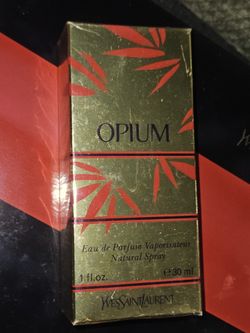 OPIUM
Eau de Parfum Vaporisateur
Natural Spray
1 fl.oz. e 30 ml
YVESSAINTLAURENT